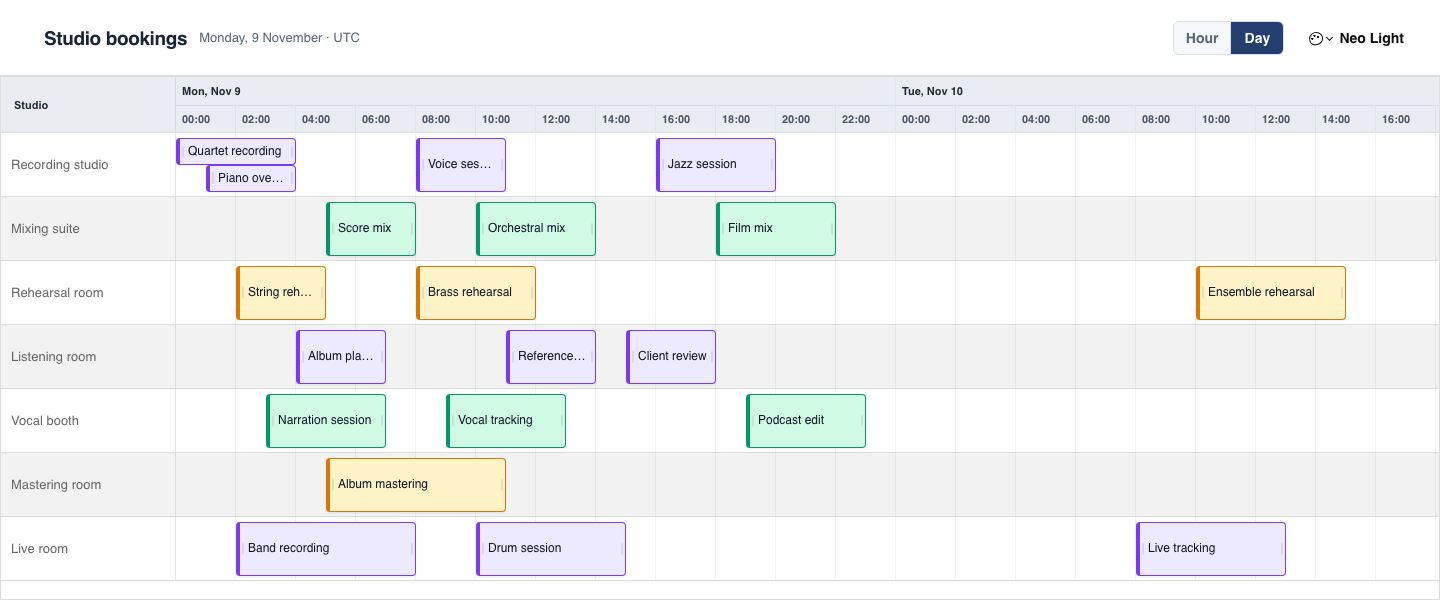 Studio bookings Monday, 9 November · UTC Hour Day Neo Light
Studio Mon, Nov 9 Tue, Nov 10
00:00 02:00 04:00 06:00 08:00 10:00 12:00 14:00 16:00 18:00 20:00 22:00 00:00 02:00 04:00 06:00 08:00 10:00 12:00 14:00 16:00
Recording studio Quartet recording Voice ses… Jazz session
Piano ove…
Mixing suite Score mix Orchestral mix Film mix
Rehearsal room String reh… Brass rehearsal Ensemble rehearsal
Listening room Album pla… Reference… Client review
Vocal booth Narration session Vocal tracking Podcast edit
Mastering room Album mastering
Live room Band recording Drum session Live tracking